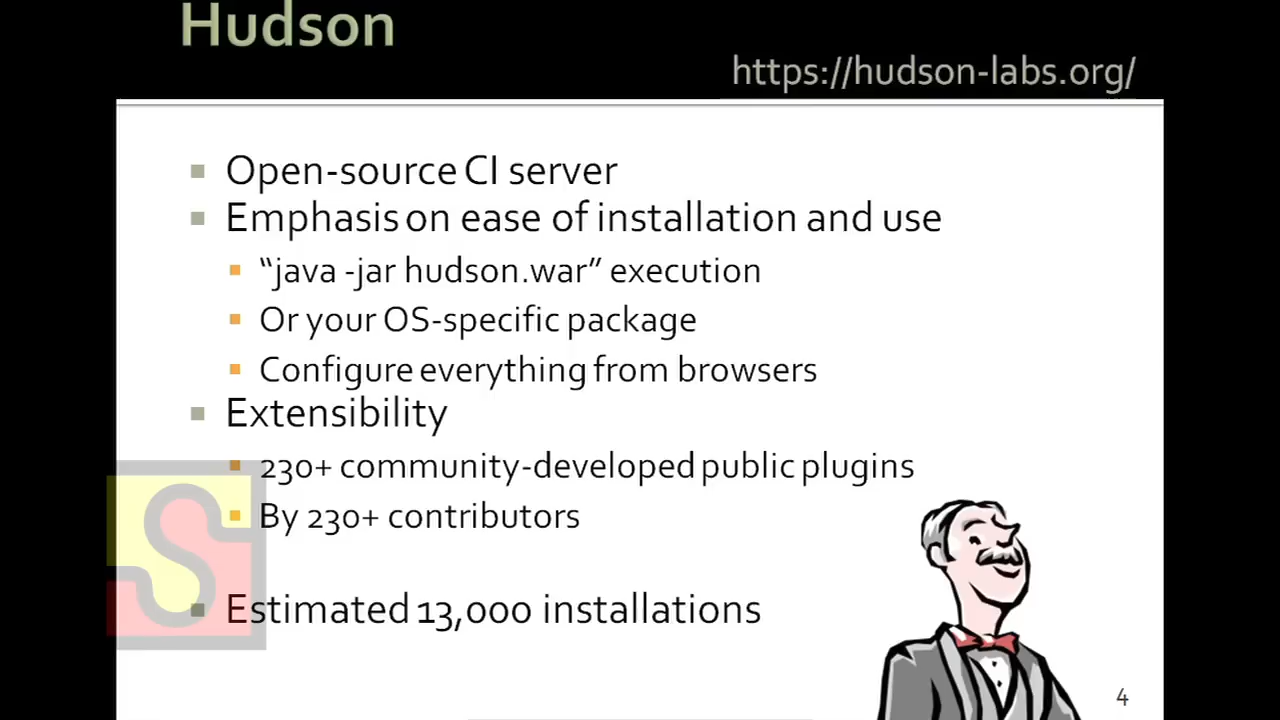 Hudson
https://hudson-labs.org/
Open-source CI server
Emphasis on ease of installation and use
“java -jar hudson.war” execution
Or your OS-specific package
Configure everything from browsers
Extensibility
230+ community-developed public plugins
By 230+ contributors
Estimated 13,000 installations
S
4